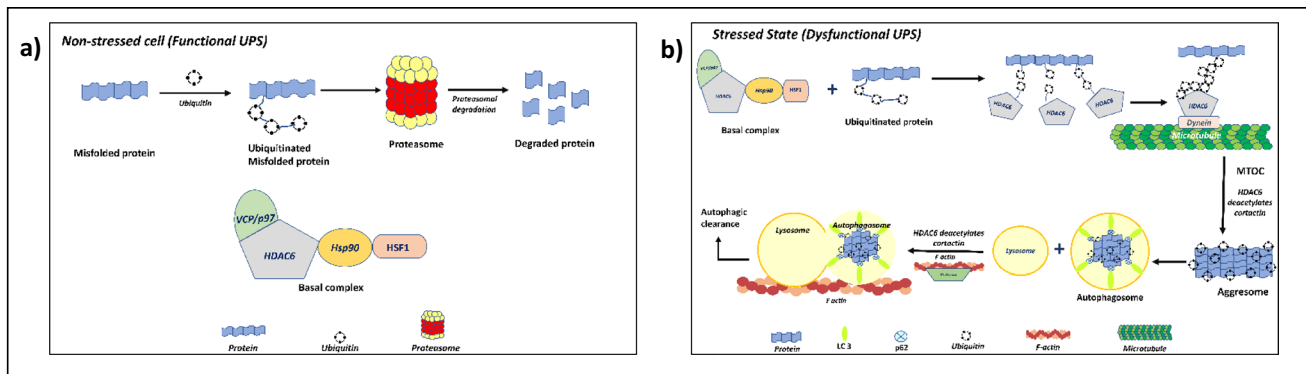 a)
Non-stressed cell (Functional UPS)
Ubiquitin
Misfolded protein
Ubiquitinated
Misfolded protein
Proteasome
Proteasomal
degradation
Degraded protein
VCP/p97
HDAC6
Hsp90
HSF1
Basal complex
Protein
Ubiquitin
Proteasome
b)
Stressed State (Dysfunctional UPS)
VCP/p97
HDAC6
Hsp90
HSF1
Basal complex
+
Ubiquitinated protein
HDAC6
HDAC6
HDAC6
HDAC6
Dynein
Microtubule
MTOC
HDAC6
deacetylates
cortactin
Aggresome
Autophagosome
+
Lysosome
HDAC6 deacetylates
cortactin
F actin
Lysosome
Autophagosome
F actin
Autophagic
clearance
Protein
LC 3
p62
Ubiquitin
F-actin
Microtubule